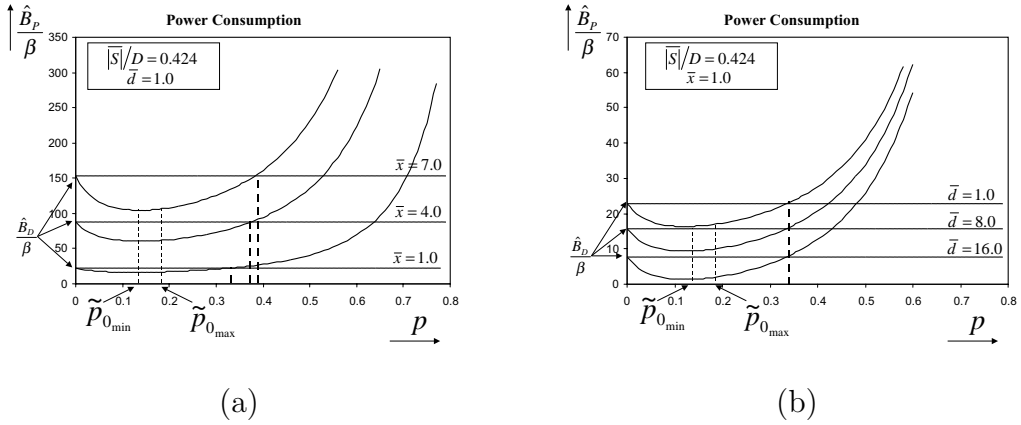 B̂_P/β
Power Consumption
350
300
250
200
150
100
50
0
|S̅|/D = 0.424
d̅ = 1.0
x̅ = 7.0
x̅ = 4.0
x̅ = 1.0
B̂_D/β
0 0.1 0.2 0.3 0.4 0.5 0.6 0.7 0.8
p̃_0min
p̃_0max
p
(a)
B̂_P/β
Power Consumption
70
60
50
40
30
20
10
0
|S̅|/D = 0.424
x̅ = 1.0
d̅ = 1.0
d̅ = 8.0
d̅ = 16.0
B̂_D/β
0 0.1 0.2 0.3 0.4 0.5 0.6 0.7 0.8
p̃_0min
p̃_0max
p
(b)